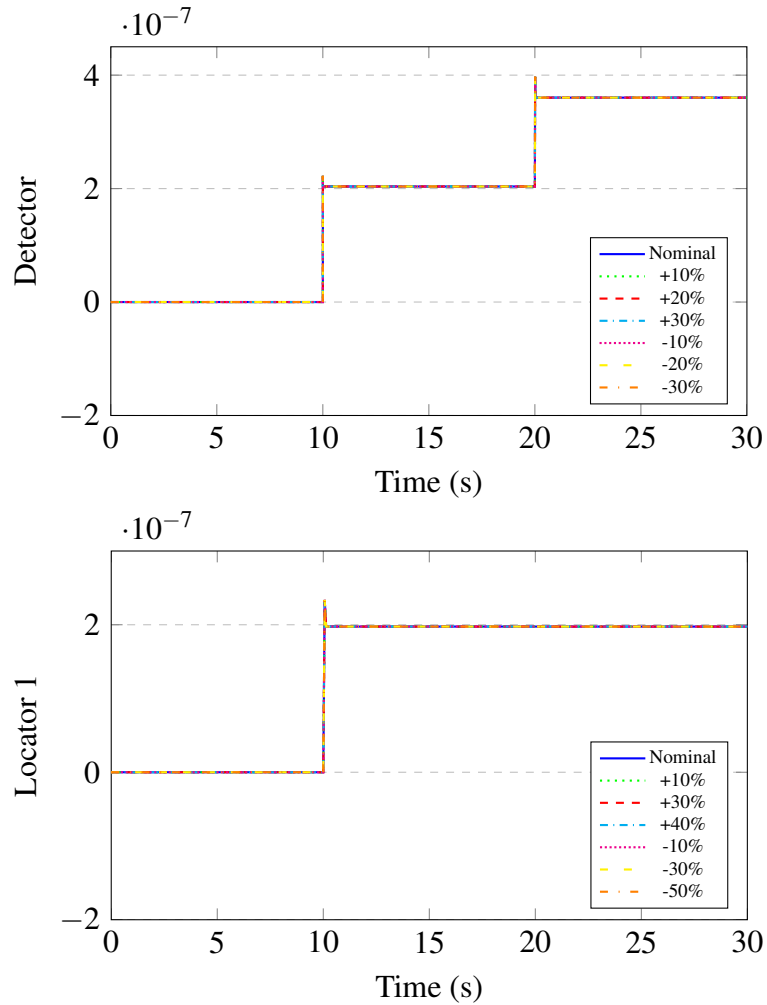 ·10⁻⁷
4
2
0
−2
0 5 10 15 20 25 30
Detector
Time (s)
Nominal
+10%
+20%
+30%
-10%
-20%
-30%
·10⁻⁷
2
0
−2
0 5 10 15 20 25 30
Locator 1
Time (s)
Nominal
+10%
+30%
+40%
-10%
-30%
-50%